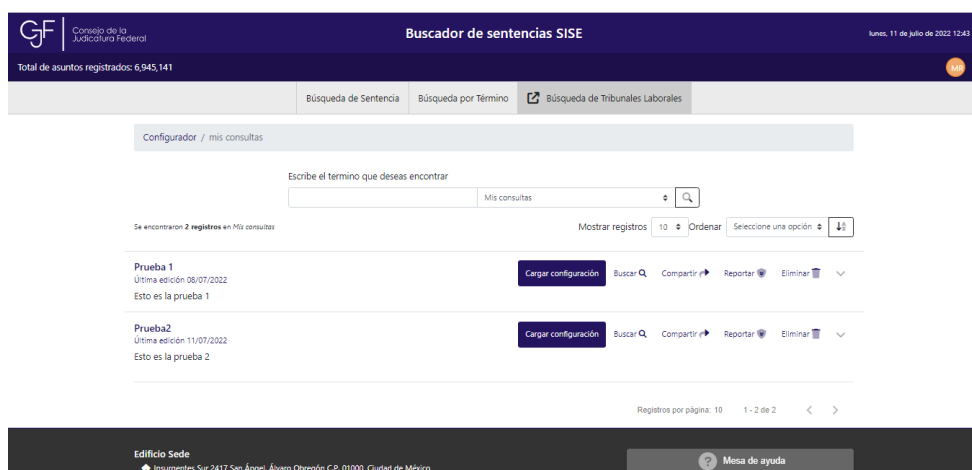 CJF
Consejo de la
Judicatura Federal
Buscador de sentencias SISE
lunes, 11 de julio de 2022 12:43
Total de asuntos registrados: 6,945,141
MR
Búsqueda de Sentencia Búsqueda por Término Búsqueda de Tribunales Laborales
Configurador / mis consultas
Escribe el termino que deseas encontrar
Mis consultas
Se encontraron 2 registros en Mis consultas
Mostrar registros 10 Ordenar Seleccione una opción
Prueba 1
Última edición 08/07/2022
Esto es la prueba 1
Cargar configuración Buscar Compartir Reportar Eliminar
Prueba2
Última edición 11/07/2022
Esto es la prueba 2
Cargar configuración Buscar Compartir Reportar Eliminar
Registros por página: 10 1 - 2 de 2
Edificio Sede
Insurgentes Sur 2417 San Ángel, Álvaro Obregón C.P. 01000, Ciudad de México
? Mesa de ayuda